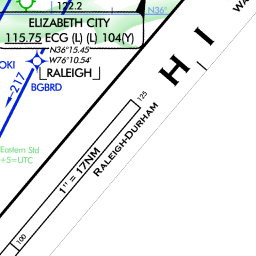 122.2
N36°
ELIZABETH CITY
115.75 ECG (L) (L) 104(Y)
N36°15.45'
W76°10.54'
OKI
RALEIGH
BGBRD
217
H I
WA
Eastern Std
+5=UTC
125
1" = 17NM
RALEIGH-DURHAM
100